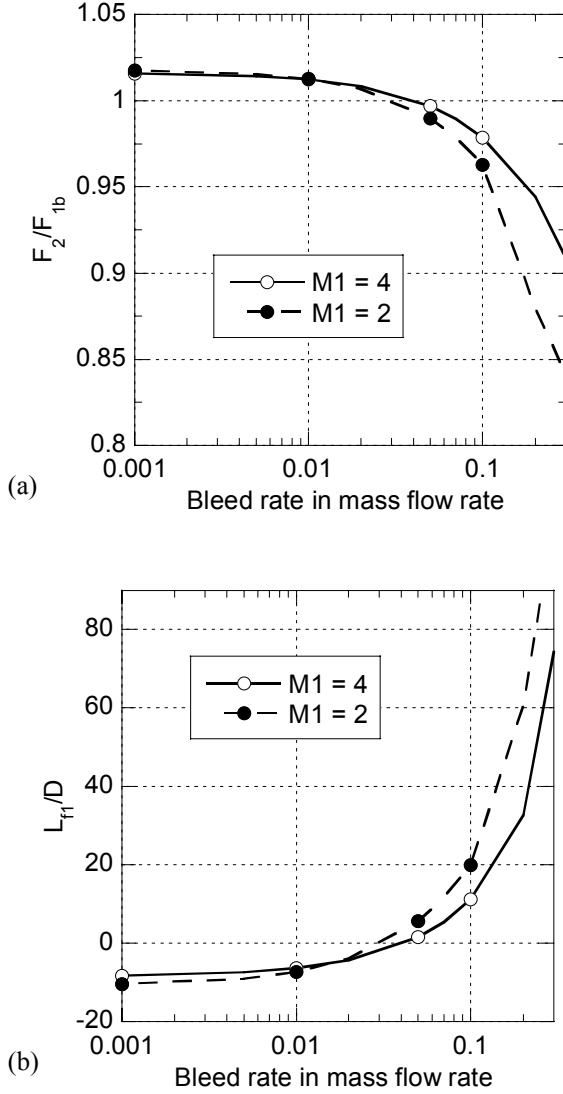 1.05
1
0.95
0.9
0.85
0.8
F2/F1b
M1 = 4
M1 = 2
0.001
0.01
0.1
(a)
Bleed rate in mass flow rate
80
60
40
20
0
-20
Lf1/D
M1 = 4
M1 = 2
0.001
0.01
0.1
(b)
Bleed rate in mass flow rate